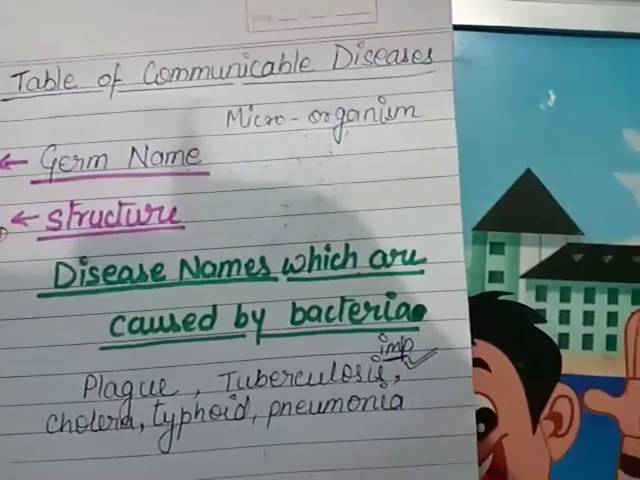 Table of Communicable Diseases
Micro-organism
← Germ Name
← structure
Disease Names which are
caused by bacteria
imp
Plague, Tuberculosis,
cholera, typhoid, pneumonia